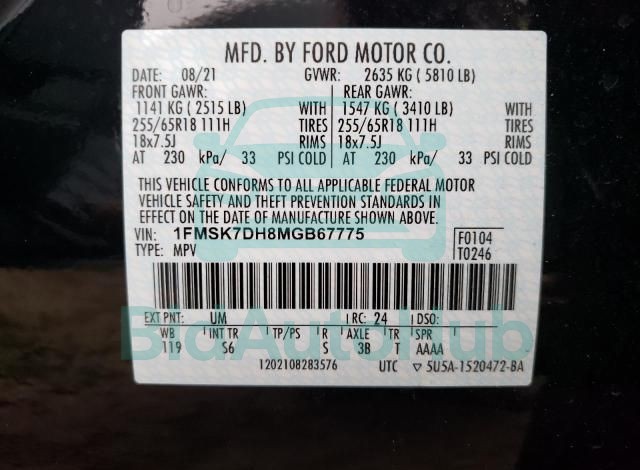 MFD. BY FORD MOTOR CO.
DATE: 08/21 GVWR: 2635 KG ( 5810 LB)
FRONT GAWR: REAR GAWR:
1141 KG ( 2515 LB) WITH 1547 KG ( 3410 LB) WITH
255/65R18 111H TIRES 255/65R18 111H TIRES
18x7.5J RIMS 18x7.5J RIMS
AT 230 kPa/ 33 PSI COLD AT 230 kPa/ 33 PSI COLD
THIS VEHICLE CONFORMS TO ALL APPLICABLE FEDERAL MOTOR
VEHICLE SAFETY AND THEFT PREVENTION STANDARDS IN
EFFECT ON THE DATE OF MANUFACTURE SHOWN ABOVE.
VIN: 1FMSK7DH8MGB67775 F0104
TYPE: MPV T0246
EXT PNT: UM RC: 24 DSO:
WB INT TR TP/PS R AXLE TR SPR
119 S6 S 3B T AAAA
BidAutoHub
1202108283576 UTC ▽ 5U5A-1520472-BA